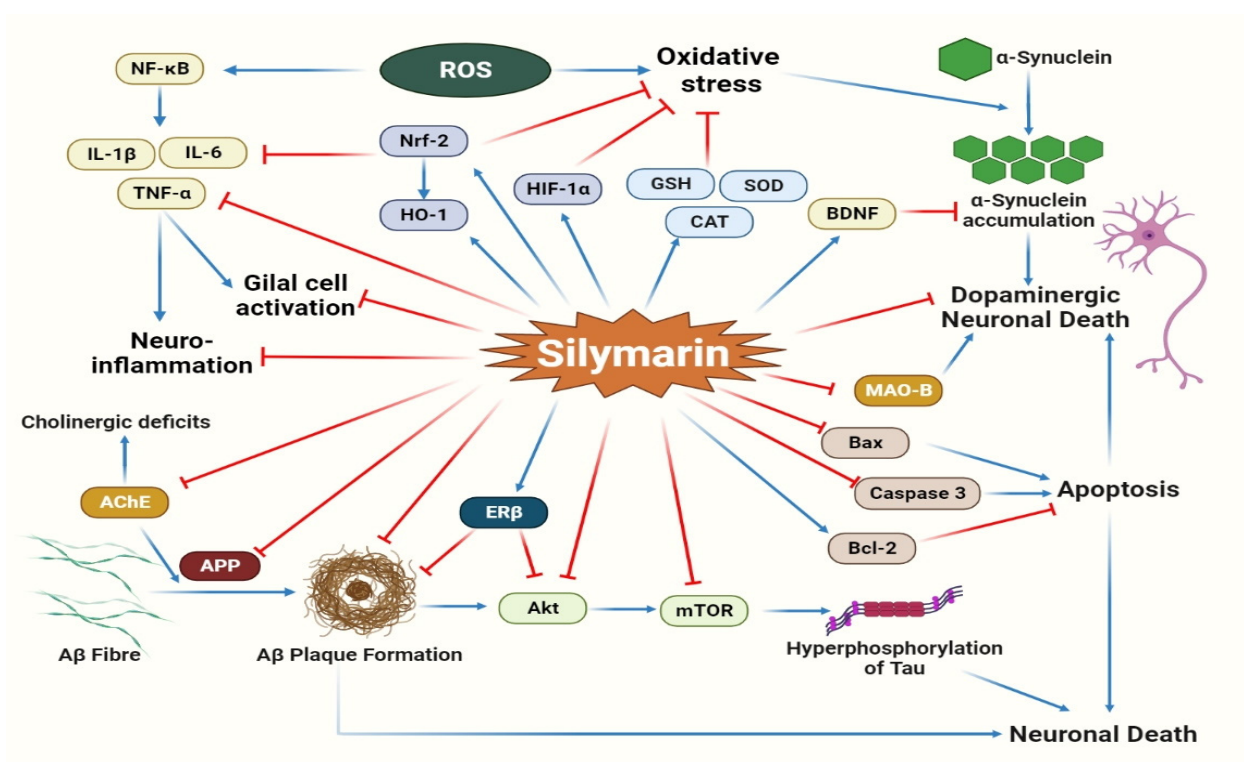 NF-κB
ROS
Oxidative
stress
α-Synuclein
IL-1β
IL-6
TNF-α
Nrf-2
HO-1
HIF-1α
GSH
SOD
CAT
BDNF
α-Synuclein
accumulation
Gilal cell
activation
Neuro-
inflammation
Silymarin
Dopaminergic
Neuronal Death
MAO-B
Cholinergic deficits
Bax
AChE
Caspase 3
Apoptosis
ERβ
Bcl-2
APP
Akt
mTOR
Aβ Fibre
Aβ Plaque Formation
Hyperphosphorylation
of Tau
Neuronal Death